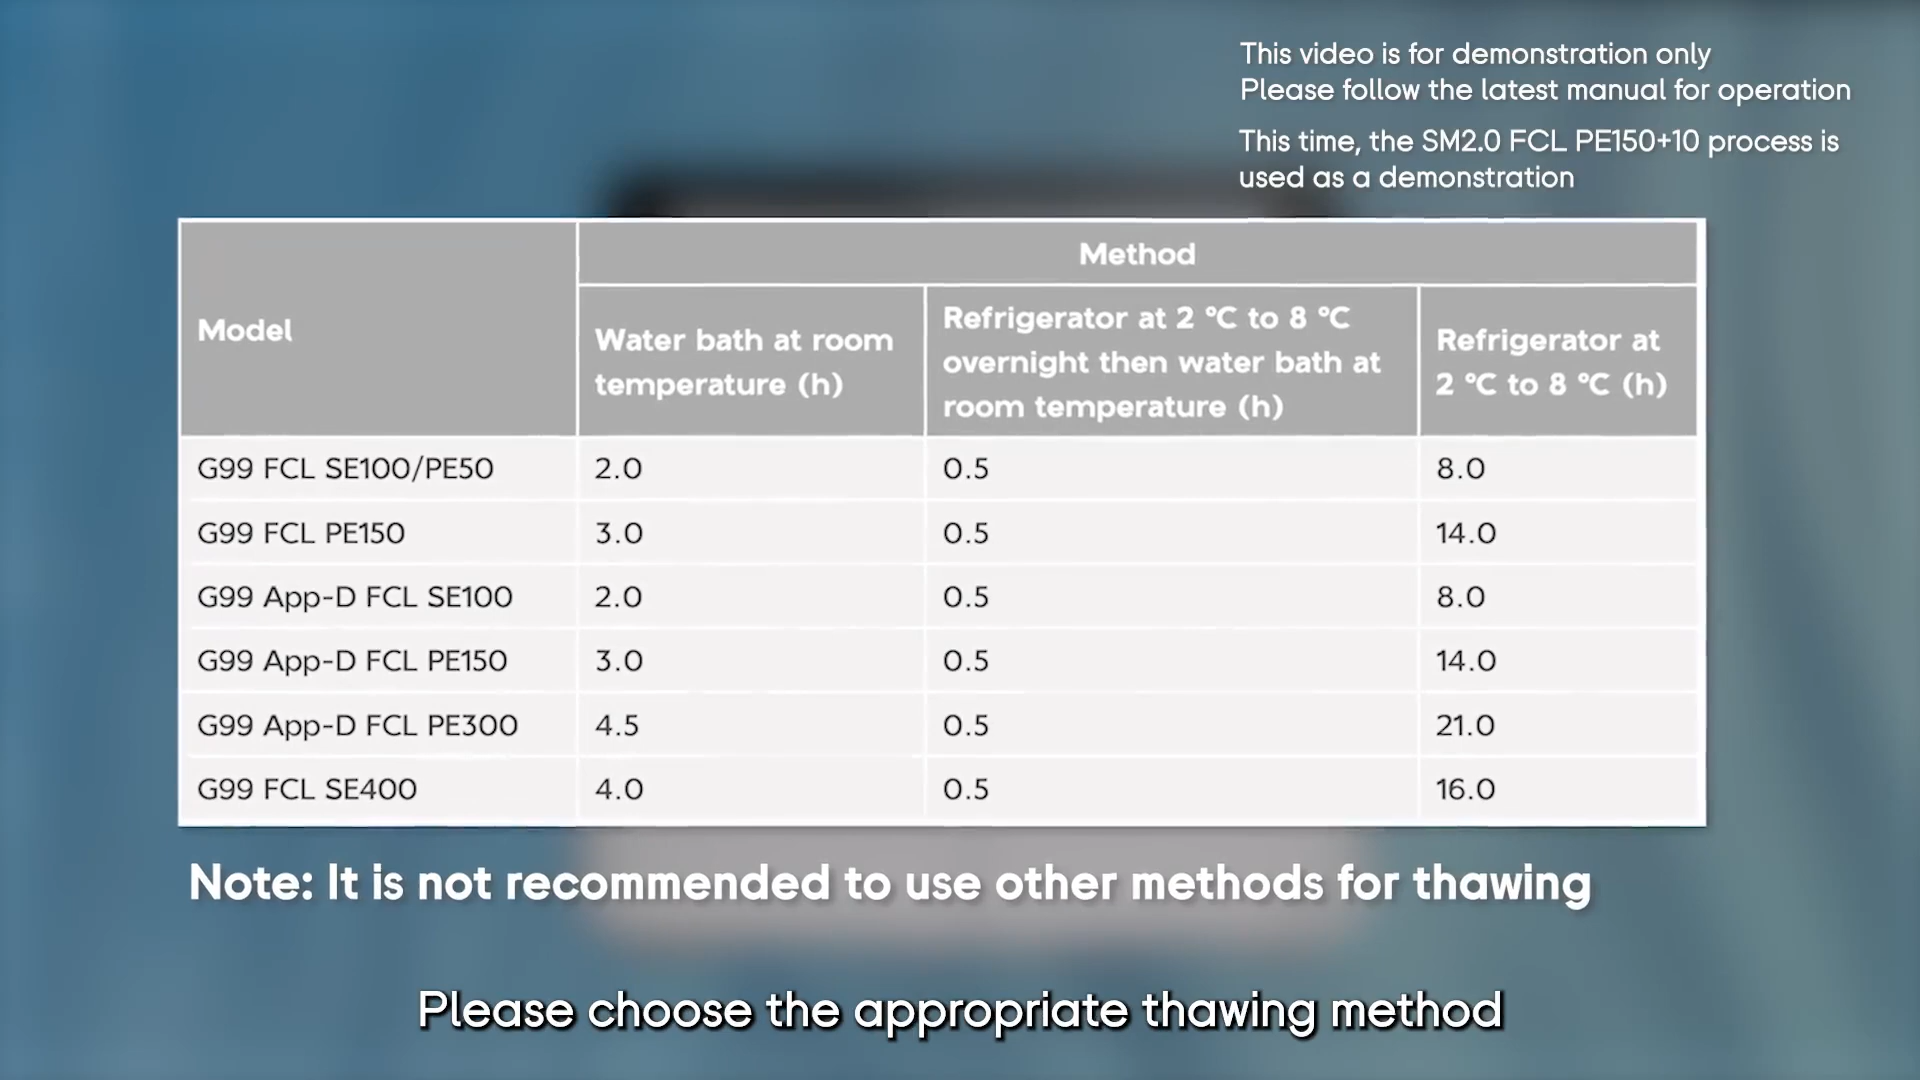 This video is for demonstration only
Please follow the latest manual for operation
This time, the SM2.0 FCL PE150+10 process is
used as a demonstration
Method
Model
Water bath at room
temperature (h)
Refrigerator at 2 °C to 8 °C
overnight then water bath at
room temperature (h)
Refrigerator at
2 °C to 8 °C (h)
G99 FCL SE100/PE50 2.0 0.5 8.0
G99 FCL PE150 3.0 0.5 14.0
G99 App-D FCL SE100 2.0 0.5 8.0
G99 App-D FCL PE150 3.0 0.5 14.0
G99 App-D FCL PE300 4.5 0.5 21.0
G99 FCL SE400 4.0 0.5 16.0
Note: It is not recommended to use other methods for thawing
Please choose the appropriate thawing method